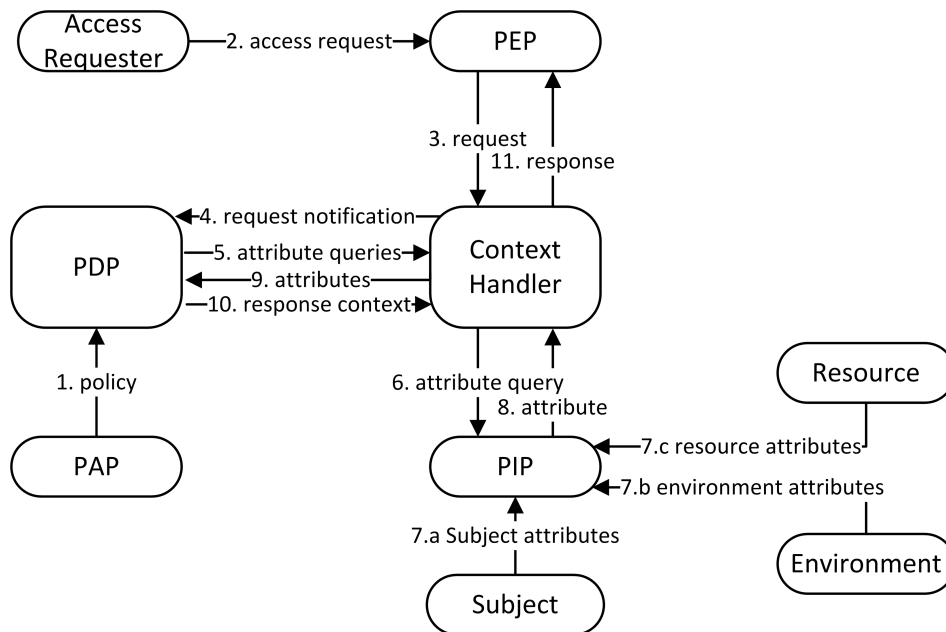 Access
Requester
2. access request
PEP
3. request
11. response
4. request notification
PDP
5. attribute queries
Context
Handler
9. attributes
10. response context
1. policy
6. attribute query
8. attribute
Resource
PAP
PIP
7.c resource attributes
7.b environment attributes
7.a Subject attributes
Environment
Subject